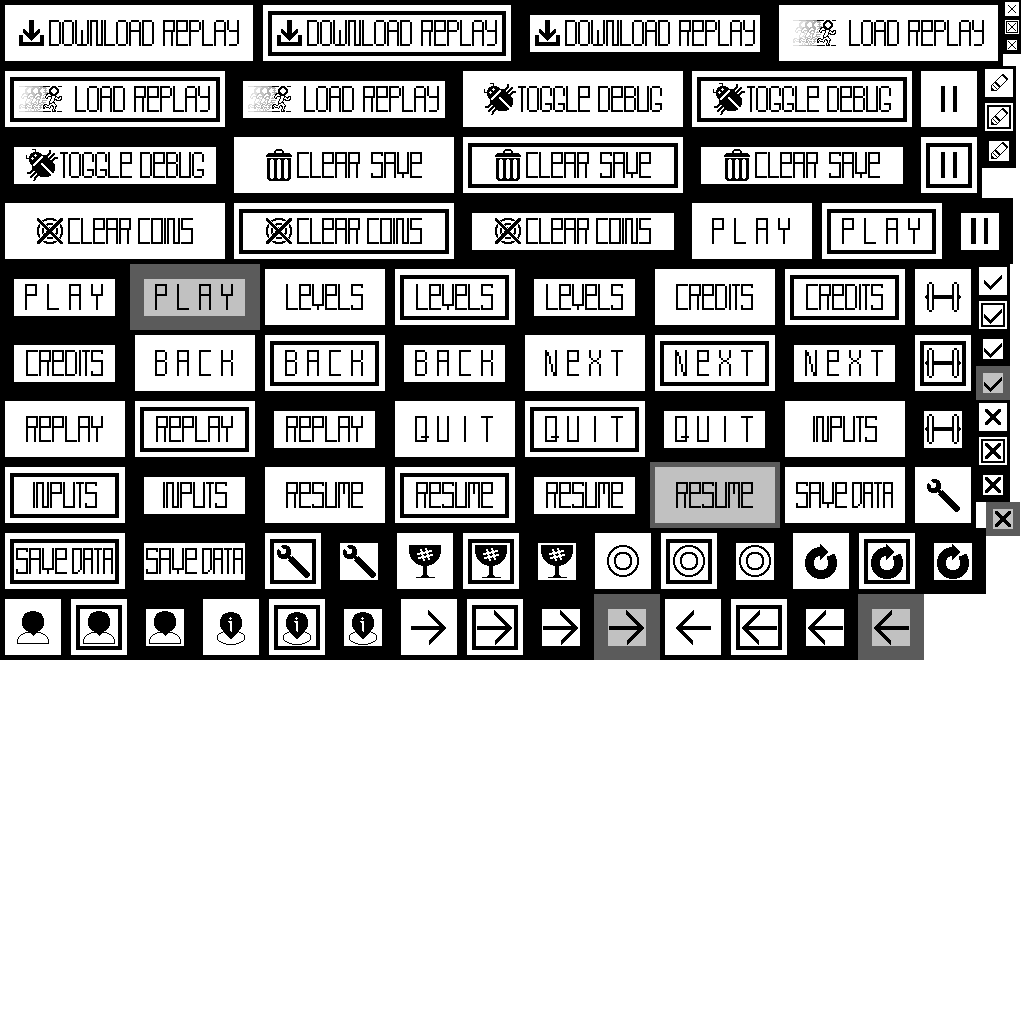 DOWNLOAD REPLAY DOWNLOAD REPLAY DOWNLOAD REPLAY LOAD REPLAY
LOAD REPLAY LOAD REPLAY TOGGLE DEBUG TOGGLE DEBUG
TOGGLE DEBUG CLEAR SAVE CLEAR SAVE CLEAR SAVE
CLEAR COINS CLEAR COINS CLEAR COINS PLAY PLAY
PLAY PLAY LEVELS LEVELS LEVELS CREDITS CREDITS
CREDITS BACK BACK BACK NEXT NEXT NEXT
REPLAY REPLAY REPLAY QUIT QUIT QUIT INPUTS
INPUTS INPUTS RESUME RESUME RESUME RESUME SAVE DATA
SAVE DATA SAVE DATA
i i i